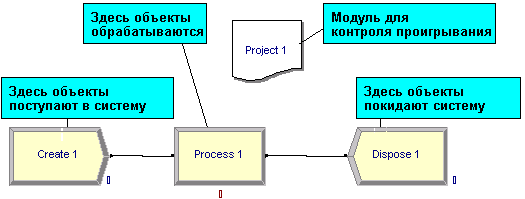 Здесь объекты
обрабатываются
Project 1
Модуль для
контроля проигрывания
Здесь объекты
поступают в систему
Здесь объекты
покидают систему
Create 1
Process 1
Dispose 1
0
0
0